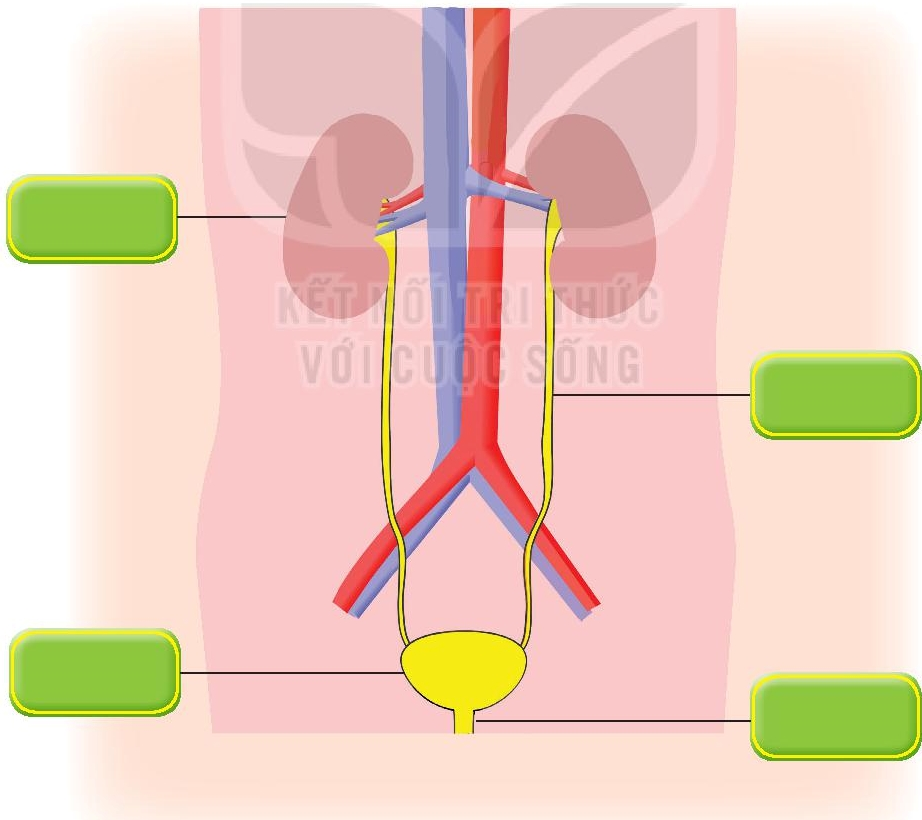 KẾT NỐI TRI THỨC
VỚI CUỘC SỐNG